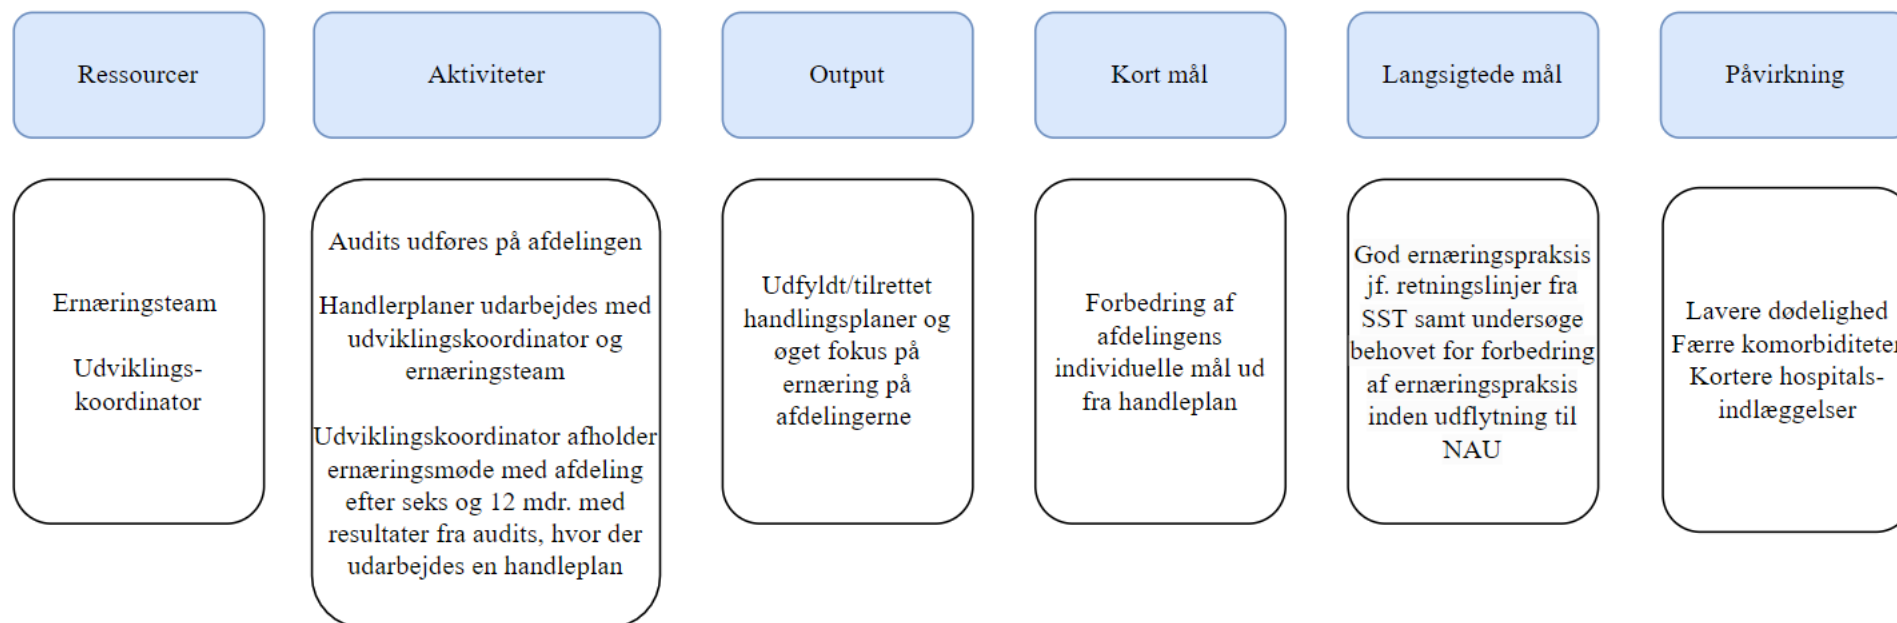 Ressourcer
Aktiviteter
Output
Kort mål
Langsigtede mål
Påvirkning
Ernæringsteam
Udviklings-
koordinator
Audits udføres på afdelingen
Handlerplaner udarbejdes med
udviklingskoordinator og
ernæringsteam
Udviklingskoordinator afholder
ernæringsmøde med afdeling
efter seks og 12 mdr. med
resultater fra audits, hvor der
udarbejdes en handleplan
Udfyldt/tilrettet
handlingsplaner og
øget fokus på
ernæring på
afdelingerne
Forbedring af
afdelingens
individuelle mål ud
fra handleplan
God ernæringspraksis
jf. retningslinjer fra
SST samt undersøge
behovet for forbedring
af ernæringspraksis
inden udflytning til
NAU
Lavere dødelighed
Færre komorbiditeter
Kortere hospitals-
indlæggelser